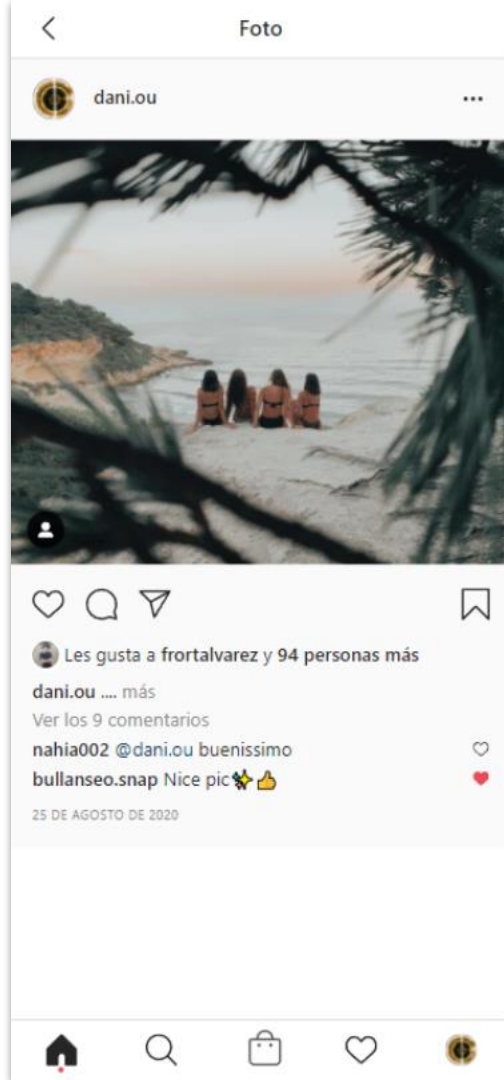 Foto
dani.ou
Les gusta a frortalvarez y 94 personas más
dani.ou .... más
Ver los 9 comentarios
nahia002 @dani.ou buenissimo
bullanseo.snap Nice pic✨👍
25 DE AGOSTO DE 2020